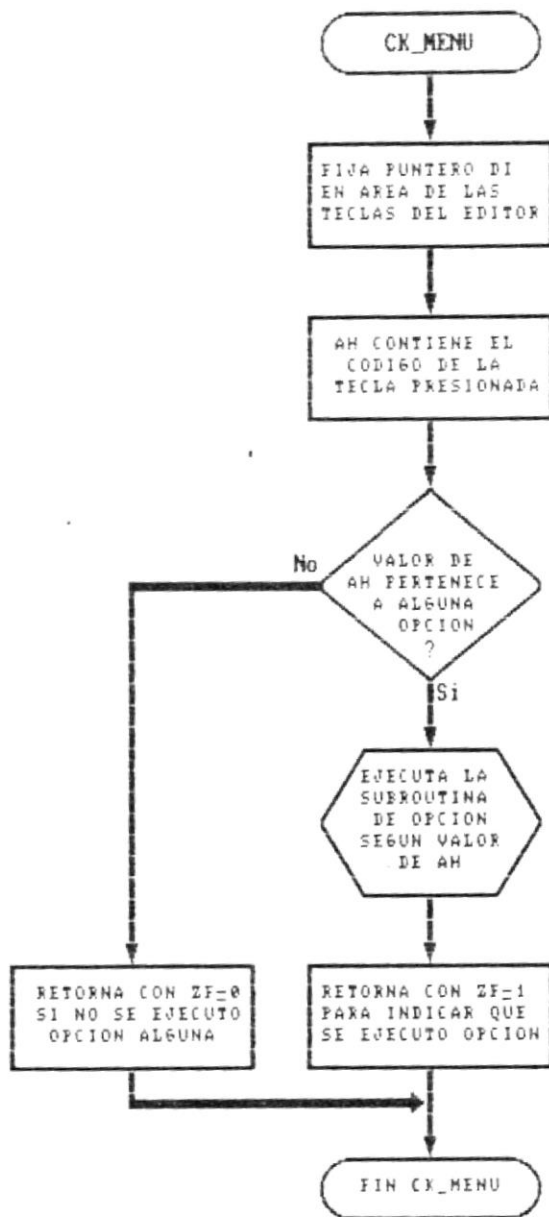 CK_MENU
FIJA PUNTERO DI
EN AREA DE LAS
TECLAS DEL EDITOR
AH CONTIENE EL
CODIGO DE LA
TECLA PRESIONADA
VALOR DE
AH PERTENECE
A ALGUNA
OPCION
?
No
Si
EJECUTA LA
SUBROUTINA
DE OPCION
SEGUN VALOR
DE AH
RETORNA CON ZF=0
SI NO SE EJECUTO
OPCION ALGUNA
RETORNA CON ZF=1
PARA INDICAR QUE
SE EJECUTO OPCION
FIN CK_MENU